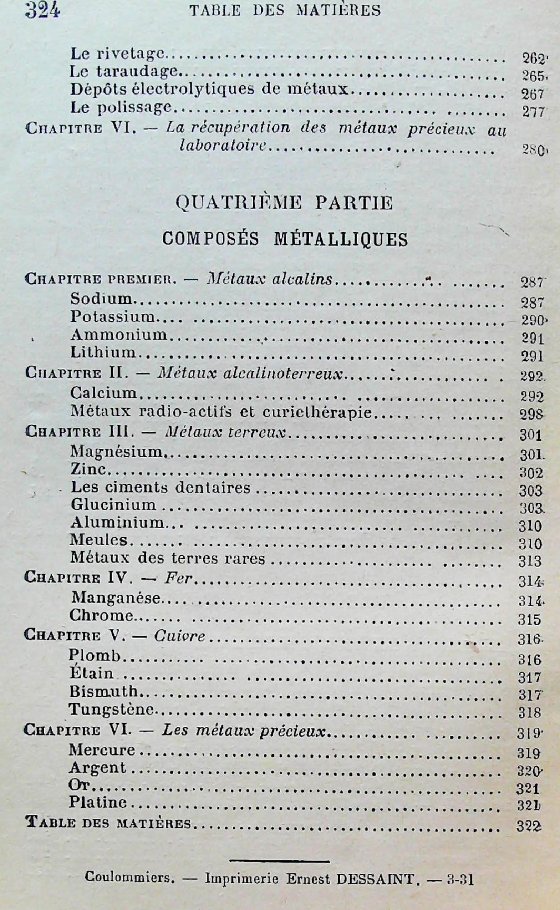 324 TABLE DES MATIÈRES
Le rivetage 262
Le taraudage 265
Dépôts électrolytiques de métaux 267
Le polissage 277
CHAPITRE VI. — La récupération des métaux précieux au
laboratoire 280
QUATRIÈME PARTIE
COMPOSÉS MÉTALLIQUES
CHAPITRE PREMIER. — Métaux alcalins 287
Sodium 287
Potassium 290
Ammonium 291
Lithium 291
CHAPITRE II. — Métaux alcalinoterreux 292
Calcium 292
Métaux radio-actifs et curiethérapie 298
CHAPITRE III. — Métaux terreux 301
Magnésium 301
Zinc 302
Les ciments dentaires 303
Glucinium 303
Aluminium 310
Meules 310
Métaux des terres rares 313
CHAPITRE IV. — Fer 314
Manganése 314
Chrome 315
CHAPITRE V. — Cuivre 316
Plomb 316
Étain 317
Bismuth 317
Tungstène 318
CHAPITRE VI. — Les métaux précieux 319
Mercure 319
Argent 320
Or 321
Platine 321
TABLE DES MATIÈRES 322
Coulommiers. — Imprimerie Ernest DESSAINT. — 3-31